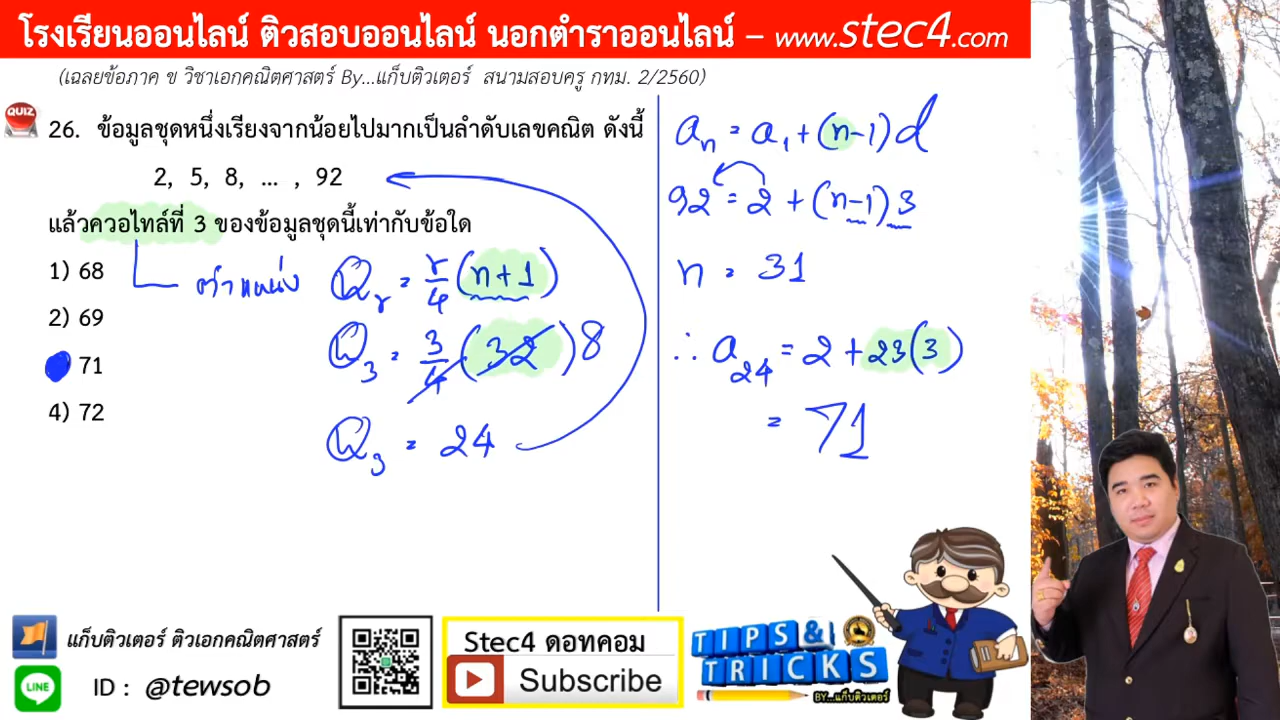 โรงเรียนออนไลน์ ติวสอบออนไลน์ นอกตำราออนไลน์ – www.stec4.com
(เฉลยข้อภาค ข วิชาเอกคณิตศาสตร์ By...แก็บติวเตอร์ สนามสอบครู กทม. 2/2560)
QUIZ
26. ข้อมูลชุดหนึ่งเรียงจากน้อยไปมากเป็นลำดับเลขคณิต ดังนี้
2, 5, 8, ... , 92
แล้วควอไทล์ที่ 3 ของข้อมูลชุดนี้เท่ากับข้อใด
1) 68
2) 69
71
4) 72
ตำแหน่ง
Qr = r/4 (n+1)
Q3 = 3/4 (32) 8
Q3 = 24
an = a1 + (n-1)d
92 = 2 + (n-1)3
n = 31
∴ a24 = 2 + 23(3)
= 71
แก็บติวเตอร์ ติวเอกคณิตศาสตร์
LINE
ID : @tewsob
Stec4 ดอทคอม
Subscribe
TIPS &
TRICKS
BY...แก็บติวเตอร์